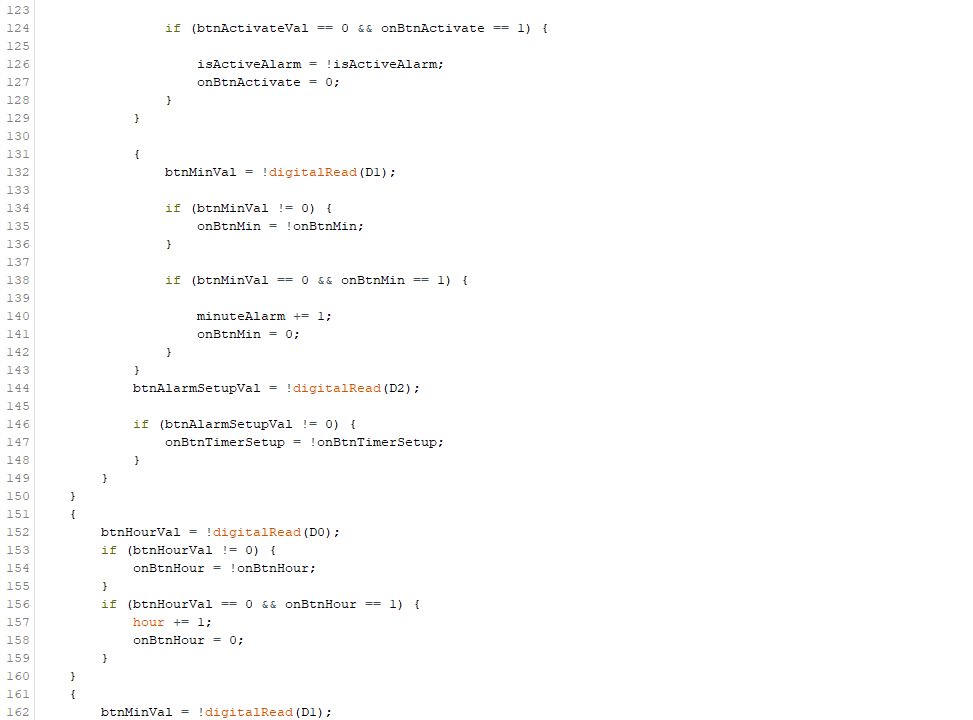 123
124                 if (btnActivateVal == 0 && onBtnActivate == 1) {
125
126                     isActiveAlarm = !isActiveAlarm;
127                     onBtnActivate = 0;
128                 }
129             }
130
131             {
132                 btnMinVal = !digitalRead(D1);
133
134                 if (btnMinVal != 0) {
135                     onBtnMin = !onBtnMin;
136                 }
137
138                 if (btnMinVal == 0 && onBtnMin == 1) {
139
140                     minuteAlarm += 1;
141                     onBtnMin = 0;
142                 }
143             }
144             btnAlarmSetupVal = !digitalRead(D2);
145
146             if (btnAlarmSetupVal != 0) {
147                 onBtnTimerSetup = !onBtnTimerSetup;
148             }
149         }
150     }
151     {
152         btnHourVal = !digitalRead(D0);
153         if (btnHourVal != 0) {
154             onBtnHour = !onBtnHour;
155         }
156         if (btnHourVal == 0 && onBtnHour == 1) {
157             hour += 1;
158             onBtnHour = 0;
159         }
160     }
161     {
162         btnMinVal = !digitalRead(D1);